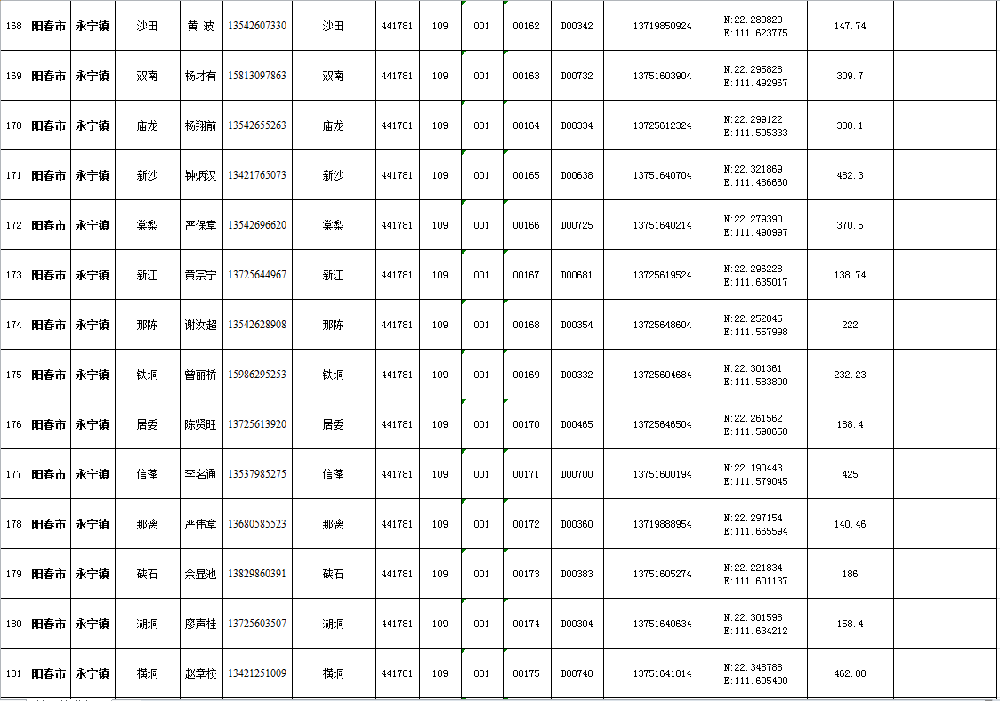 168 阳春市 永宁镇 沙田 黄 波 13542607330 沙田 441781 109 001 00162 D00342 13719850924 N:22.280820 E:111.623775 147.74
169 阳春市 永宁镇 双南 杨才有 15813097863 双南 441781 109 001 00163 D00732 13751603904 N:22.295828 E:111.492967 309.7
170 阳春市 永宁镇 庙龙 杨翔前 13542655263 庙龙 441781 109 001 00164 D00334 13725612324 N:22.299122 E:111.505333 388.1
171 阳春市 永宁镇 新沙 钟炳汉 13421765073 新沙 441781 109 001 00165 D00638 13751640704 N:22.321869 E:111.486660 482.3
172 阳春市 永宁镇 棠梨 严保章 13542696620 棠梨 441781 109 001 00166 D00725 13751640214 N:22.279390 E:111.490997 370.5
173 阳春市 永宁镇 新江 黄宗宁 13725644967 新江 441781 109 001 00167 D00681 13725619524 N:22.296228 E:111.635017 138.74
174 阳春市 永宁镇 那陈 谢汝超 13542628908 那陈 441781 109 001 00168 D00354 13725648604 N:22.252845 E:111.557998 222
175 阳春市 永宁镇 铁垌 曾丽桥 15986295253 铁垌 441781 109 001 00169 D00332 13725604684 N:22.301361 E:111.583800 232.23
176 阳春市 永宁镇 居委 陈贤旺 13725613920 居委 441781 109 001 00170 D00465 13725646504 N:22.261562 E:111.598650 188.4
177 阳春市 永宁镇 信蓬 李名通 13537985275 信蓬 441781 109 001 00171 D00700 13751600194 N:22.190443 E:111.579045 425
178 阳春市 永宁镇 那漓 严伟章 13680585523 那漓 441781 109 001 00172 D00360 13719888954 N:22.297154 E:111.665594 140.46
179 阳春市 永宁镇 硖石 余显池 13829860391 硖石 441781 109 001 00173 D00383 13751605274 N:22.221834 E:111.601137 186
180 阳春市 永宁镇 湖垌 廖声桂 13725603507 湖垌 441781 109 001 00174 D00304 13751640634 N:22.301598 E:111.634212 158.4
181 阳春市 永宁镇 横垌 赵章校 13421251009 横垌 441781 109 001 00175 D00740 13751641014 N:22.348788 E:111.605400 462.88